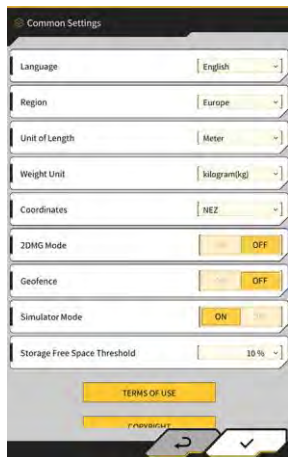 Common Settings
Language English
Region Europe
Unit of Length Meter
Weight Unit kilogram(kg)
Coordinates NEZ
2DMG Mode OFF
Geofence OFF
Simulator Mode ON
Storage Free Space Threshold 10 %
TERMS OF USE
COPYRIGHT